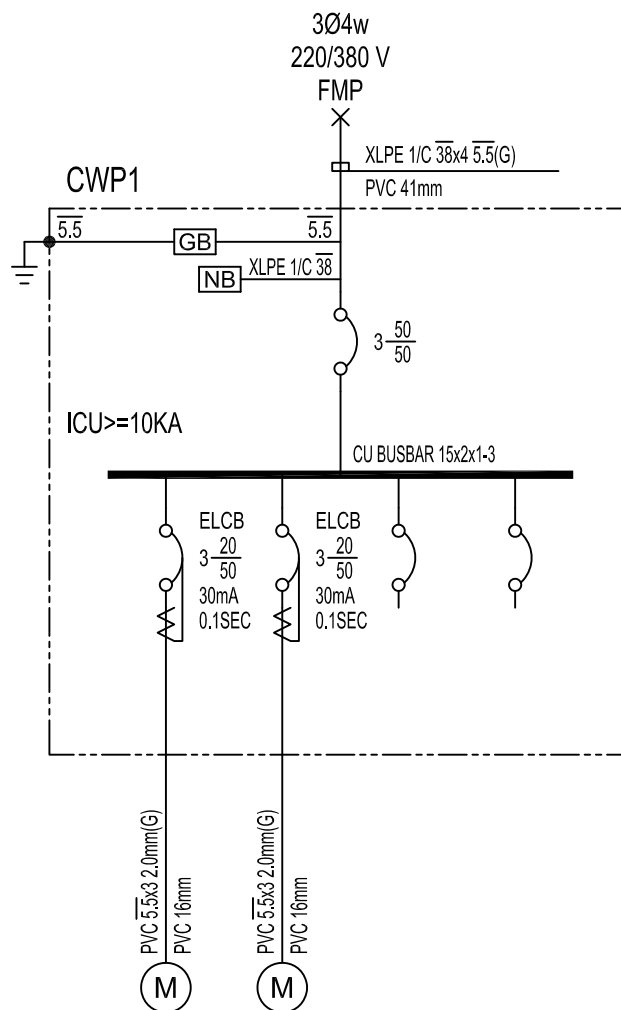 3Ø4w
220/380 V
FMP
XLPE 1/C 38x4 5.5(G)
PVC 41mm
CWP1
5.5
GB
5.5
NB
XLPE 1/C 38
3 50
50
ICU>=10KA
CU BUSBAR 15x2x1-3
ELCB
3 20
50
30mA
0.1SEC
ELCB
3 20
50
30mA
0.1SEC
PVC 5.5x3 2.0mm(G)
PVC 16mm
PVC 5.5x3 2.0mm(G)
PVC 16mm
M
M